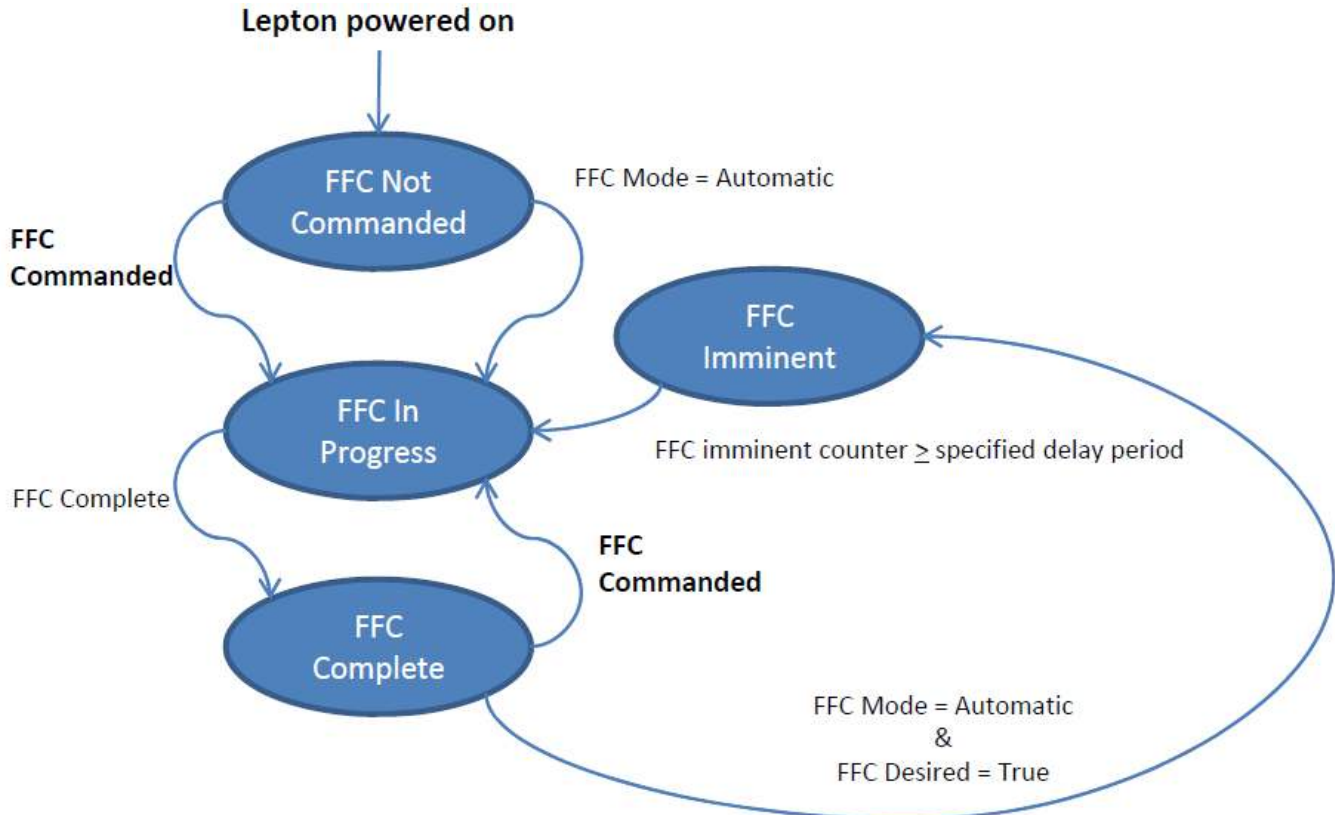 Lepton powered on
FFC Not
Commanded
FFC Mode = Automatic
FFC
Commanded
FFC
Imminent
FFC In
Progress
FFC imminent counter ≥ specified delay period
FFC Complete
FFC
Commanded
FFC
Complete
FFC Mode = Automatic
&
FFC Desired = True